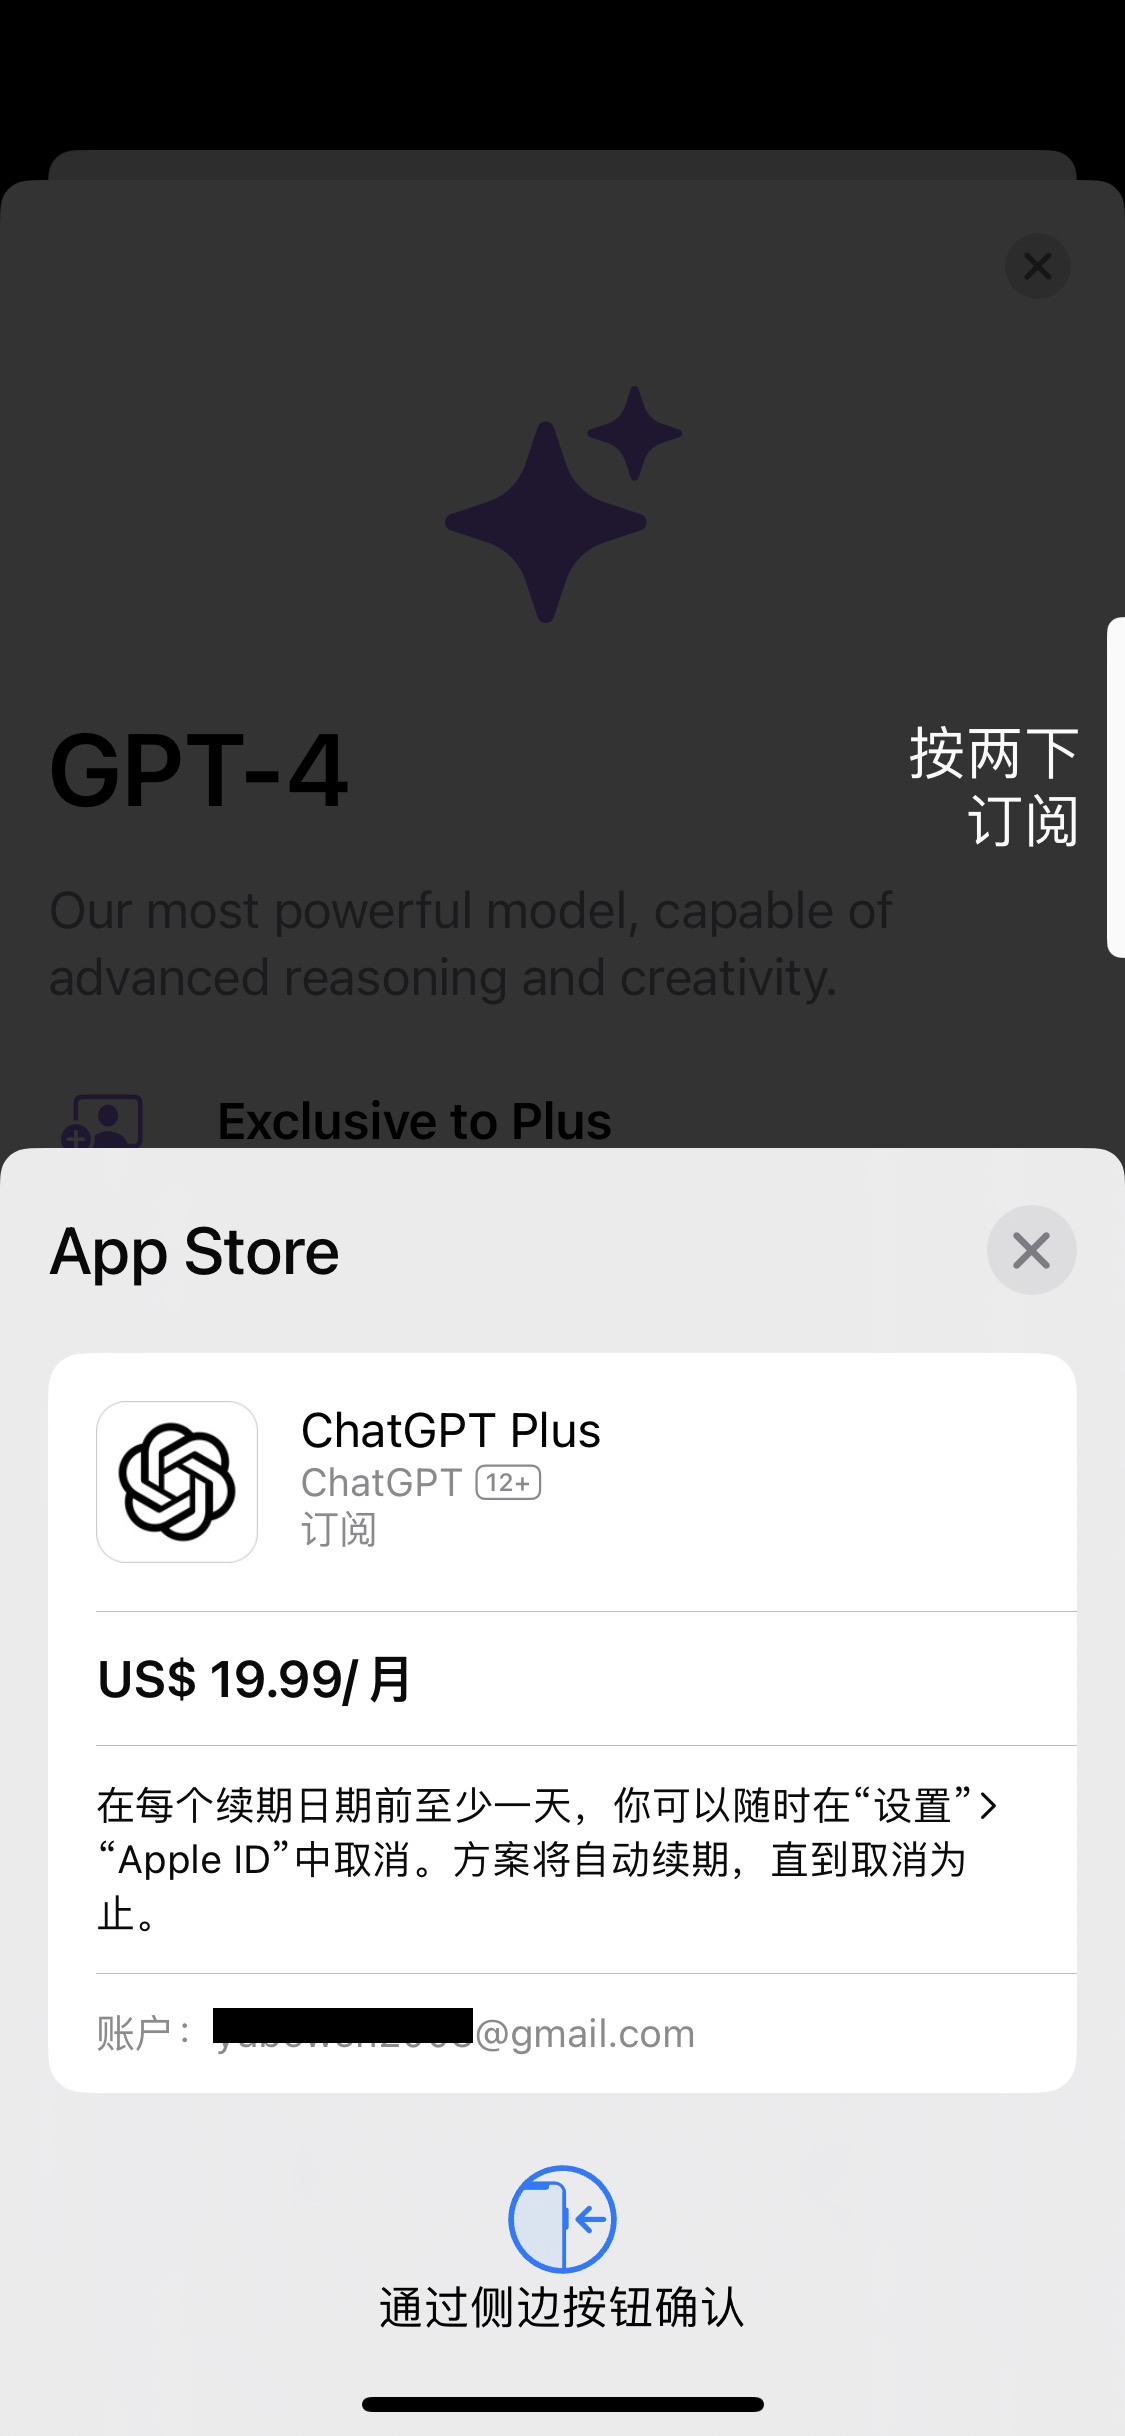 GPT-4
按两下
订阅
Our most powerful model, capable of
advanced reasoning and creativity.
Exclusive to Plus
App Store
ChatGPT Plus
ChatGPT 12+
订阅
US$ 19.99/月
在每个续期日期前至少一天，你可以随时在“设置”>
“Apple ID”中取消。方案将自动续期，直到取消为
止。
账户：@gmail.com
通过侧边按钮确认